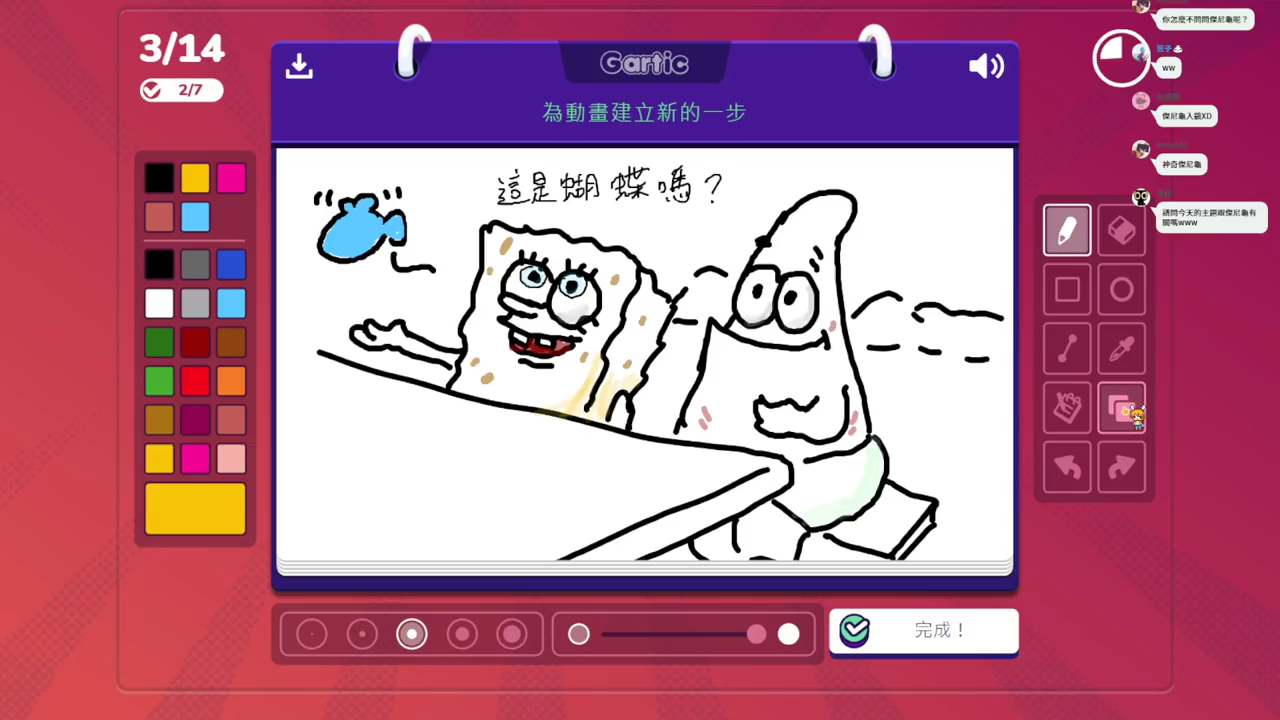 3/14
2/7
Gartic
為動畫建立新的一步
這是蝴蝶嗎？
完成！
你怎麼不問問傑尼龜呢？
ww
傑尼龜入鏡XD
神奇傑尼龜
請問今天的主題跟傑尼龜有
關嗎www